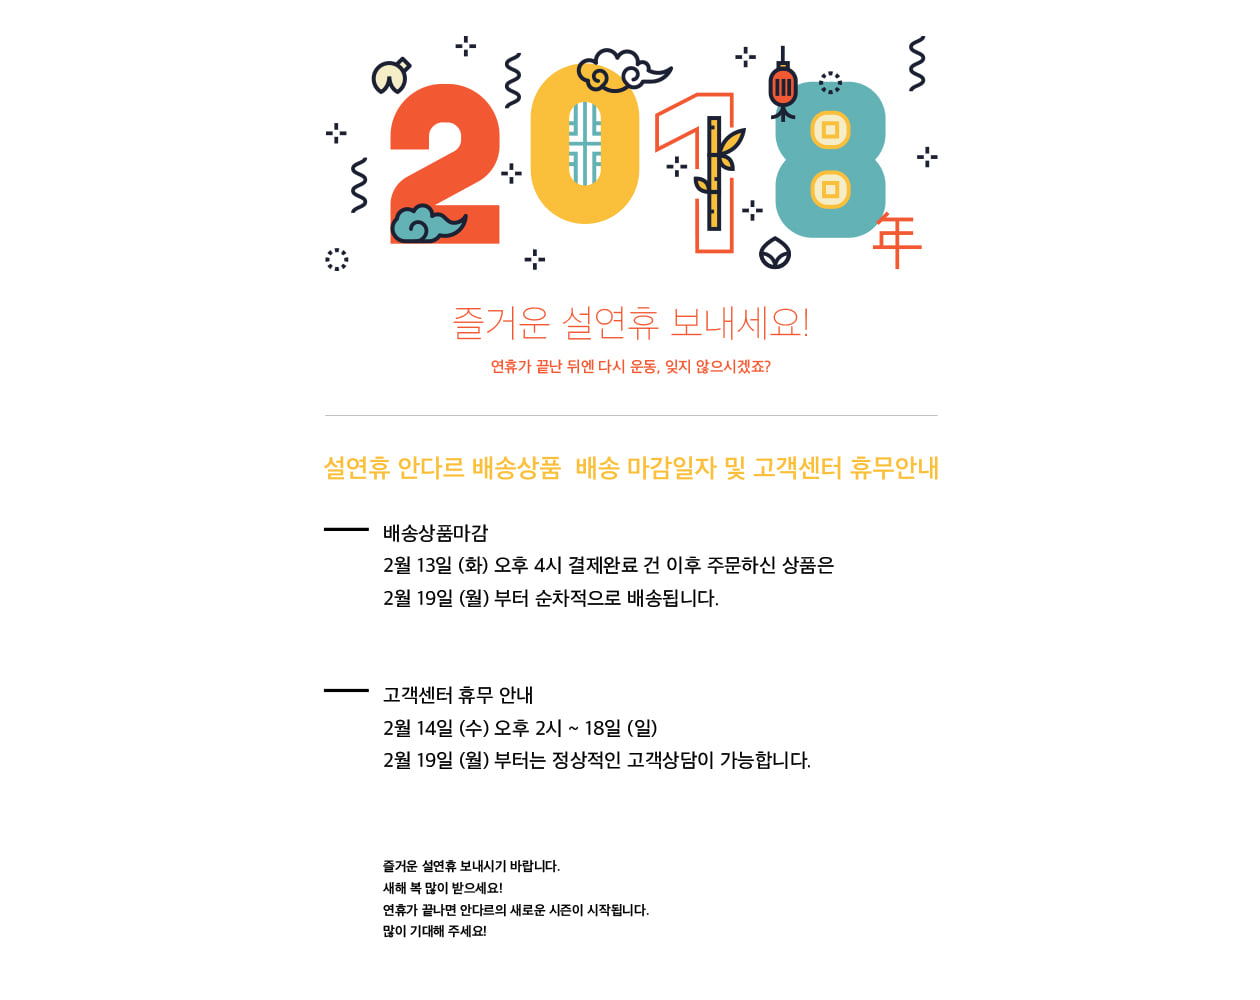 2018年
즐거운 설연휴 보내세요!
연휴가 끝난 뒤엔 다시 운동, 잊지 않으시겠죠?
설연휴 안다르 배송상품 배송 마감일자 및 고객센터 휴무안내
배송상품마감
2월 13일 (화) 오후 4시 결제완료 건 이후 주문하신 상품은
2월 19일 (월) 부터 순차적으로 배송됩니다.
고객센터 휴무 안내
2월 14일 (수) 오후 2시 ~ 18일 (일)
2월 19일 (월) 부터는 정상적인 고객상담이 가능합니다.
즐거운 설연휴 보내시기 바랍니다.
새해 복 많이 받으세요!
연휴가 끝나면 안다르의 새로운 시즌이 시작됩니다.
많이 기대해 주세요!